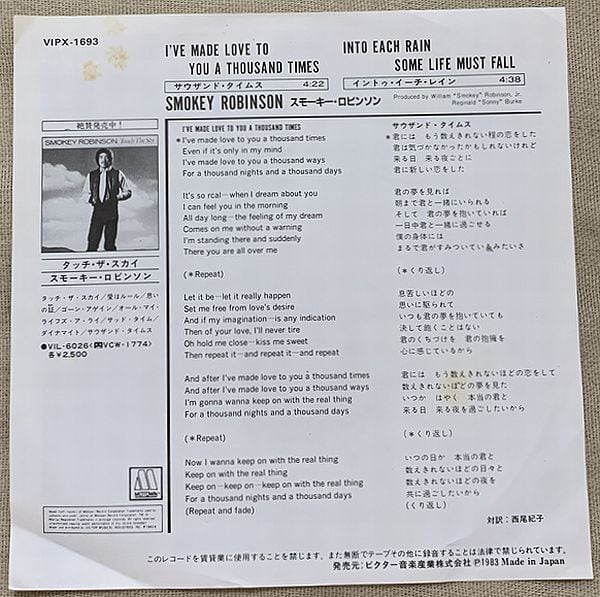 VIPX-1693
I'VE MADE LOVE TO
YOU A THOUSAND TIMES
サウザンド・タイムス 4:22
INTO EACH RAIN
SOME LIFE MUST FALL
イントゥ・イーチ・レイン 4:38
SMOKEY ROBINSON スモーキー・ロビンソン
Produced by William "Smokey" Robinson, Jr.
Reginald "Sonny" Burke
絶賛発売中!
SMOKEY ROBINSON Touch The Sky
タッチ・ザ・スカイ
スモーキー・ロビンソン
タッチ・ザ・スカイ/愛はルール/思い
の証/ゴーン・アゲイン/オール・マイ・
ライフズ・ア・ライ/サッド・タイム/
ダイナマイト/サウザンド・タイムス
●VIL-6026<VCW-1774>
各¥2,500
MOTOWN
I'VE MADE LOVE TO YOU A THOUSAND TIMES
*I've made love to you a thousand times
Even if it's only in my mind
I've made love to you a thousand ways
For a thousand nights and a thousand days
It's so real—when I dream about you
I can feel you in the morning
All day long—the feeling of my dream
Comes on me without a warning
I'm standing there and suddenly
There you are all over me
(*Repeat)
Let it be—let it really happen
Set me free from love's desire
And if my imagination—is any indication
Then of your love, I'll never tire
Oh hold me close—kiss me sweet
Then repeat it—and repeat it—and repeat
And after I've made love to you a thousand times
And after I've made love to you a thousand ways
I'm gonna wanna keep on with the real thing
For a thousand nights and a thousand days
(*Repeat)
Now I wanna keep on with the real thing
Keep on with the real thing
Keep on—keep on—keep on with the real thing
For a thousand nights and a thousand days
(Repeat and fade)
サウザンド・タイムス
*君には もう数えきれない程の恋をした
君は気づかなかったかもしれないけれど
来る日 来る夜ごとに
君に新しい恋をした
君の夢を見れば
朝まで君と一緒にいられる
そして 君の夢を抱いていれば
一日中君と一緒に過ごせる
僕の身体には
まるで君がすみついているみたいさ
(*くり返し)
息苦しいほどの
思いに駆られて
いつも君の夢を抱いていても
決して飽くことはない
君のくちづけを 君の抱擁を
心に感じているから
君には もう数えきれないほどの恋をして
数えきれないほどの夢を見た
いつか はやく 本当の君と
来る日 来る夜を過ごしたいから
(*くり返し)
いつの日か 本当の君と
数えきれないほどの日々と
数えきれないほどの夜を
共に過ごしたいから
(くり返し)
対訳:西尾紀子
このレコードを賃貸業に使用することを禁じます。また無断でテープその他に録音することは法律で禁じられています。
発売元:ビクター音楽産業株式会社 Ⓟ1983 Made in Japan